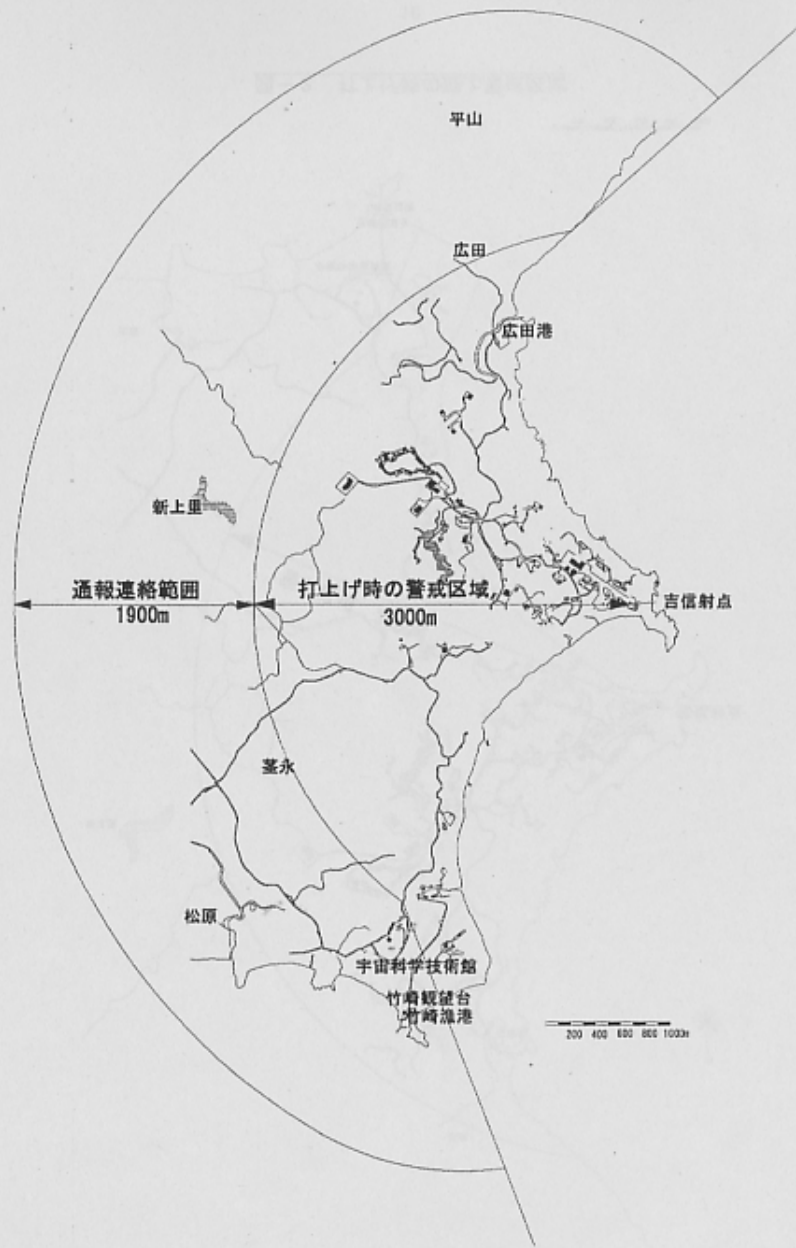 平山
広田
広田港
新上里
通報連絡範囲
1900m
打上げ時の警戒区域
3000m
吉信射点
茎永
松原
宇宙科学技術館
竹崎観望台
竹崎漁港
200 400 600 800 1000m